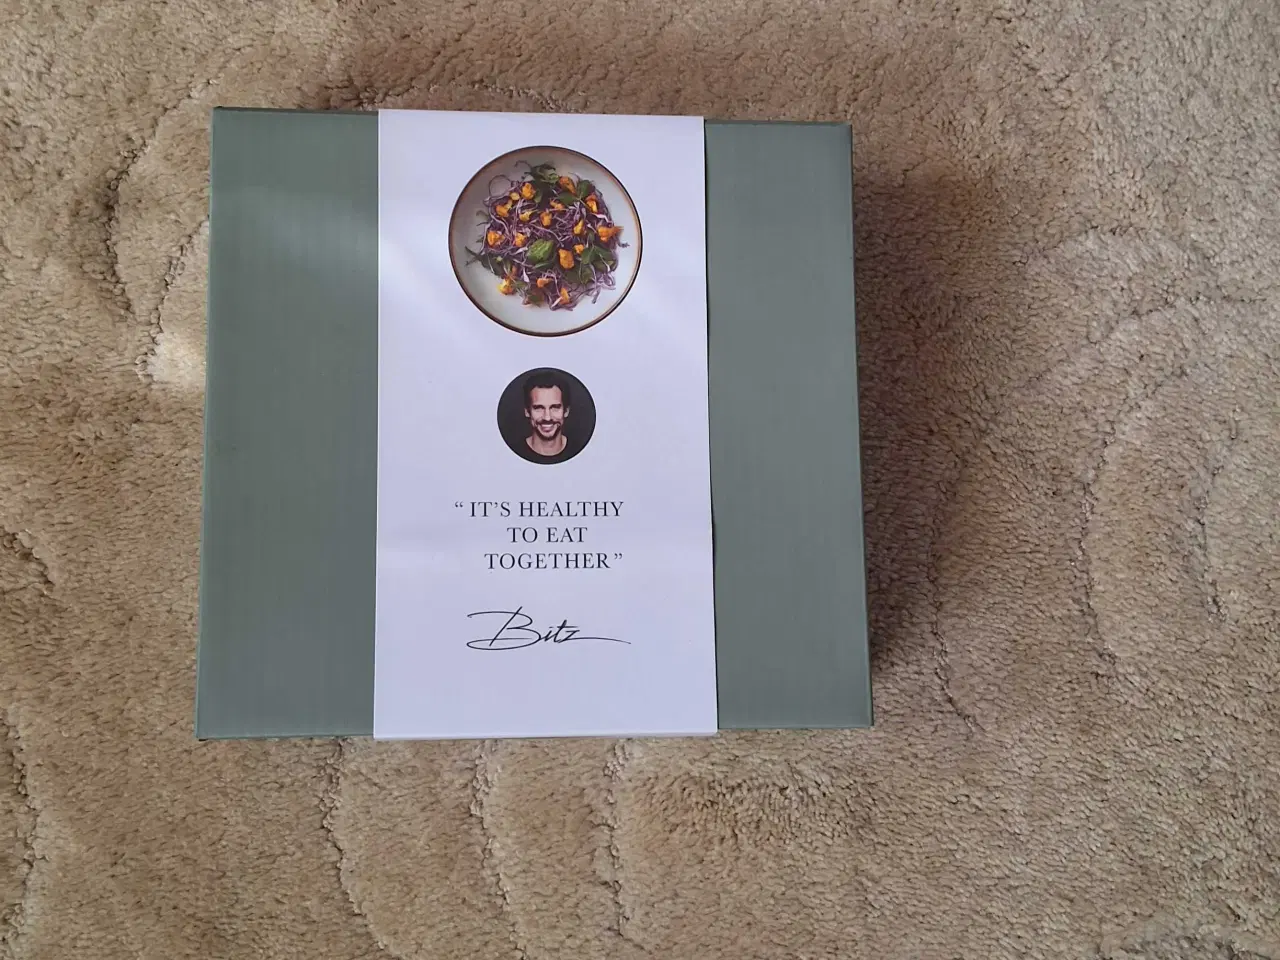 “ IT’S HEALTHY
TO EAT
TOGETHER ”
Bitz